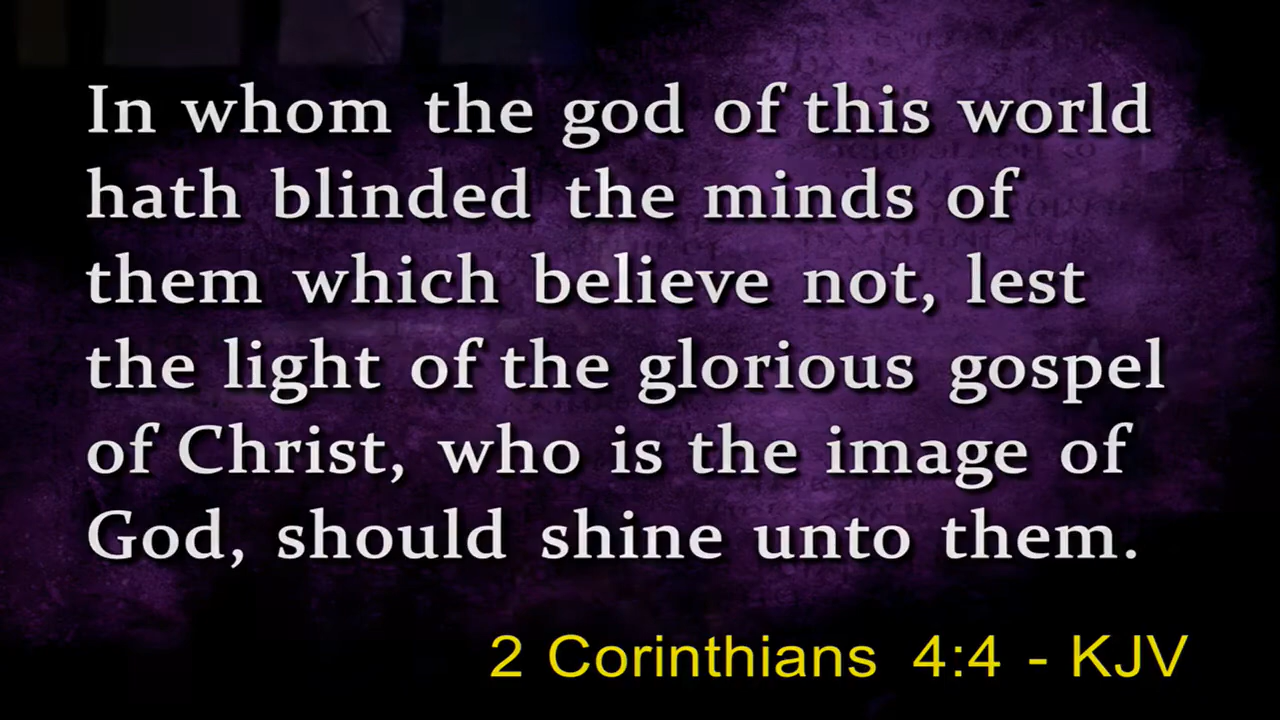 In whom the god of this world
hath blinded the minds of
them which believe not, lest
the light of the glorious gospel
of Christ, who is the image of
God, should shine unto them.
2 Corinthians 4:4 - KJV